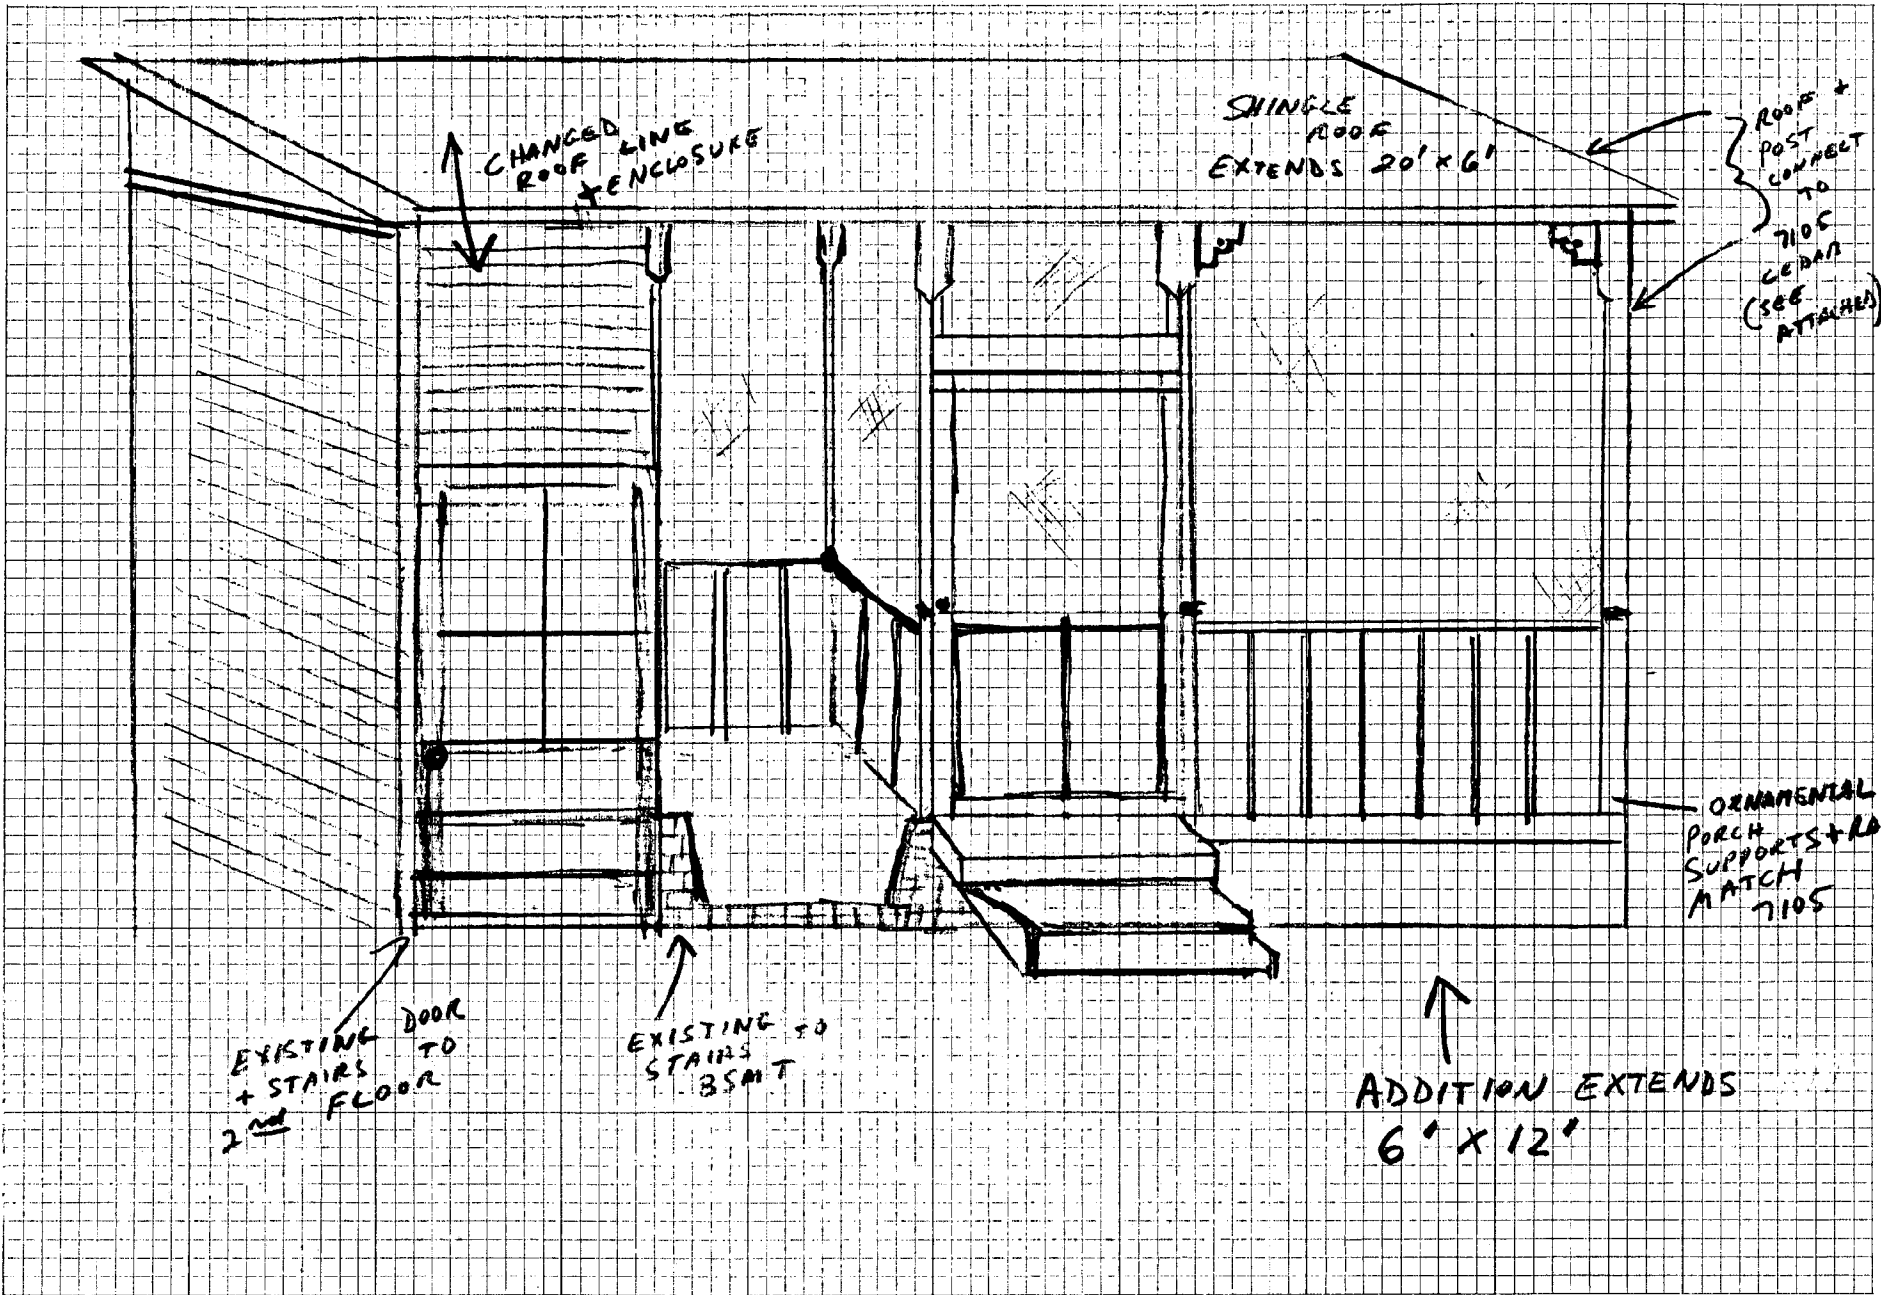 CHANGED
ROOF LINE
+ ENCLOSURE
SHINGLE
ROOF
EXTENDS 20' x 6'
ROOF +
POST
CONNECT
TO
7105
CEDAR
(SEE
ATTACHED)
ORNAMENTAL
PORCH
SUPPORTS + RA
MATCH
7105
EXISTING DOOR
+ STAIRS TO
2nd FLOOR
EXISTING
STAIRS TO
BSMT
ADDITION EXTENDS
6' X 12'